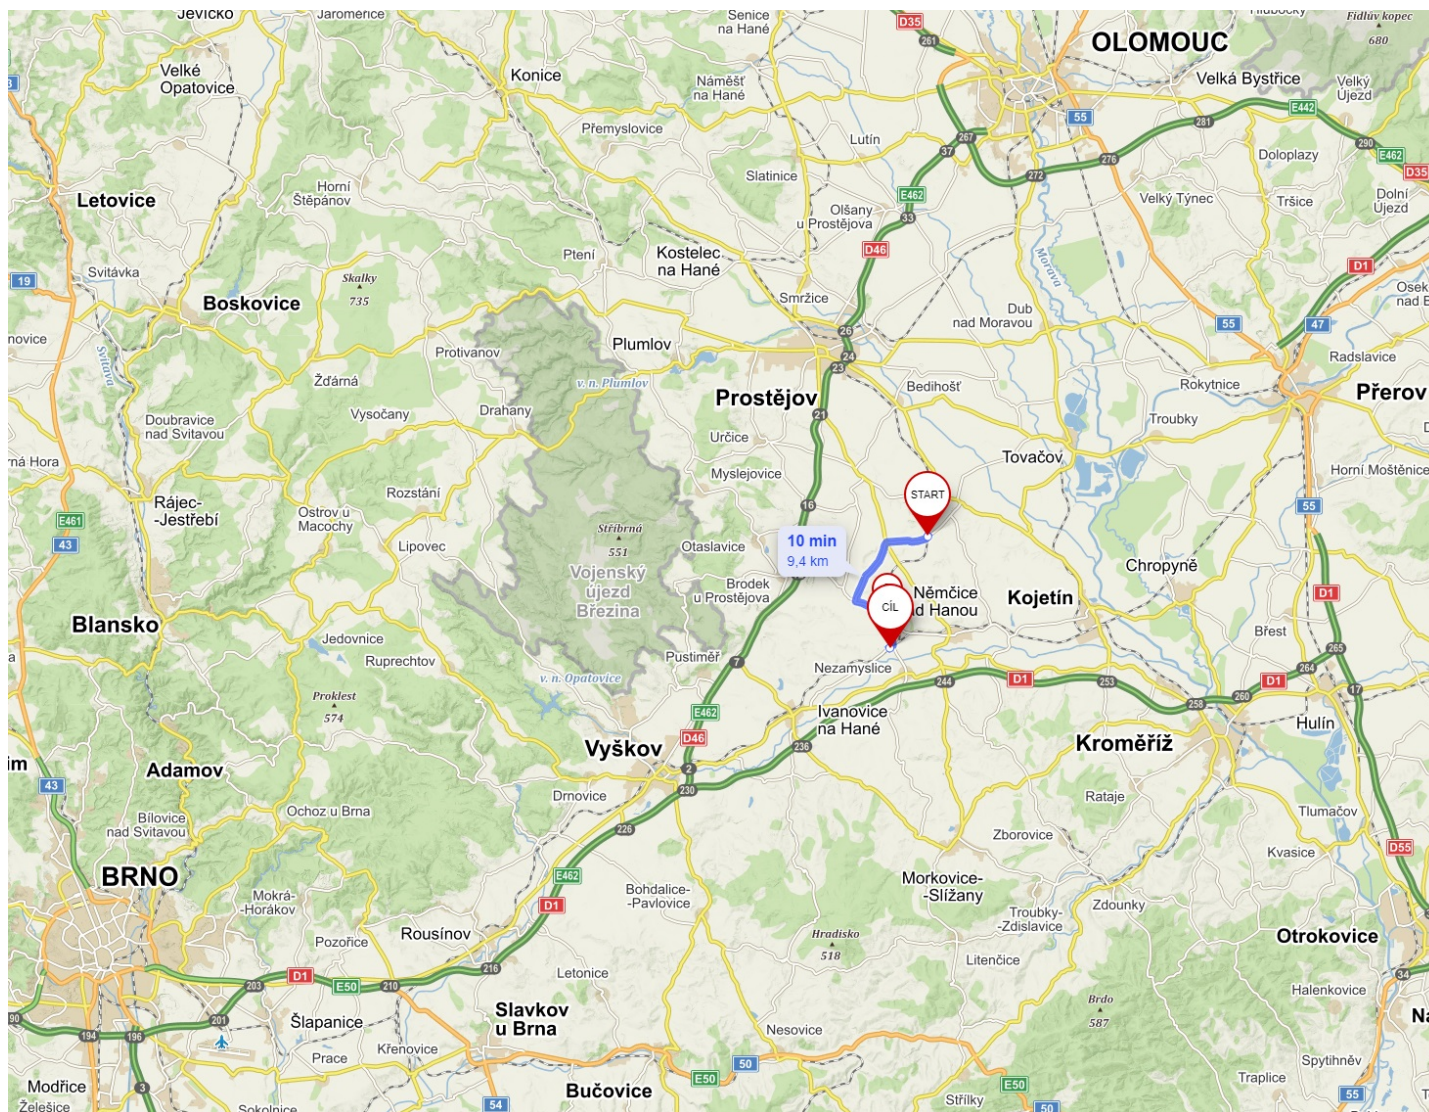 Jevíčko
Jaroměřice
Senice
na Hané
D35
261
OLOMOUC
Hlubočky
Fidlův kopec
680
Velké
Opatovice
Konice
Náměšť
na Hané
Velká Bystřice
Velký
Újezd
E442
55
281
Přemyslovice
Lutín
267
37
290
E462
Doloplazy
276
272
D35
Slatinice
Letovice
Horní
Štěpánov
E462
Olšany
u Prostějova
33
Velký Týnec
Tršice
Dolní
Újezd
Morava
Ptení
Kostelec
na Hané
D46
D1
19
Svitávka
Skalky
735
Boskovice
Smržice
Dub
nad Moravou
Osek
nad B
55
47
26
24
23
Svitava
Protivanov
Plumlov
v. n. Plumlov
Radslavice
Žďárná
Bedihošť
Rokytnice
Přerov
Prostějov
Drahany
Vysočany
21
Troubky
Doubravice
nad Svitavou
Určice
Tovačov
Myslejovice
Horní Moštěnice
Rájec-
-Jestřebí
Rozstání
Ostrov u
Macochy
START
16
55
E461
43
Stříbrná
551
Lipovec
Otaslavice
10 min
9,4 km
Vojenský
újezd
Březina
Brodek
u Prostějova
Chropyně
Němčice
d Hanou
CÍL
Kojetín
D1
Blansko
Jedovnice
Břest
Ruprechtov
Pustiměř
7
Nezamyslice
265
264
v. n. Opatovice
244
D1
253
D1
17
260
258
Proklest
574
E462
D46
Ivanovice
na Hané
Hulín
Vyškov
236
Kroměříž
Adamov
2
43
230
Drnovice
Rataje
Ochoz u Brna
Tlumačov
Bílovice
nad Svitavou
226
Zborovice
Kvasice
D55
BRNO
E462
Morkovice-
-Slížany
Mokrá-
-Horákov
Bohdalice-
-Pavlovice
D1
Troubky-
-Zdislavice
Zdounky
Rousínov
Pozořice
Hradisko
518
Otrokovice
Litenčice
D1
E50
203
210
216
Letonice
34
Halenkovice
Brdo
587
Slavkov
u Brna
201
Šlapanice
194
196
Nesovice
Křenovice
Prace
50
Spytihněv
E50
E50
Traplice
Modřice
3
Bučovice
55
Želešice
Sokolnice
54
Střílky
50